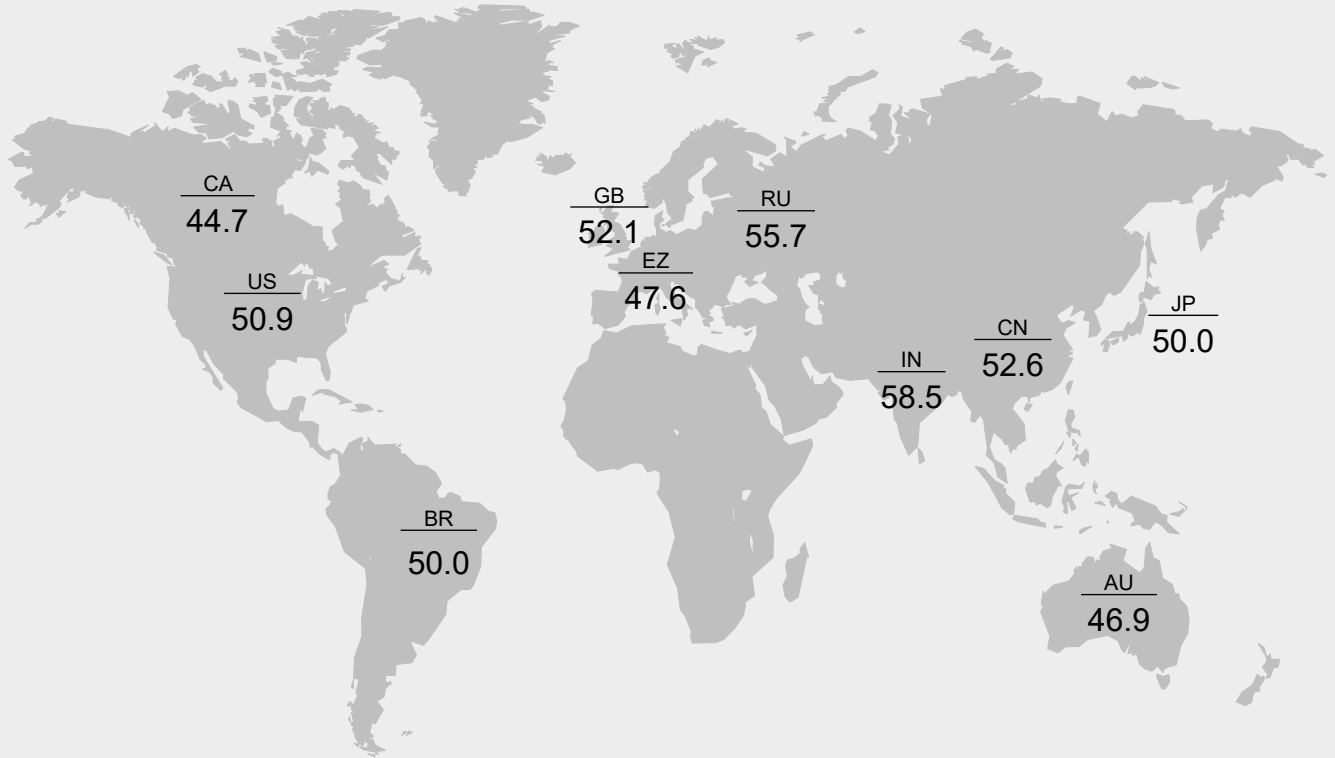 CA
44.7
GB
52.1
RU
55.7
EZ
47.6
US
50.9
JP
50.0
CN
52.6
IN
58.5
BR
50.0
AU
46.9